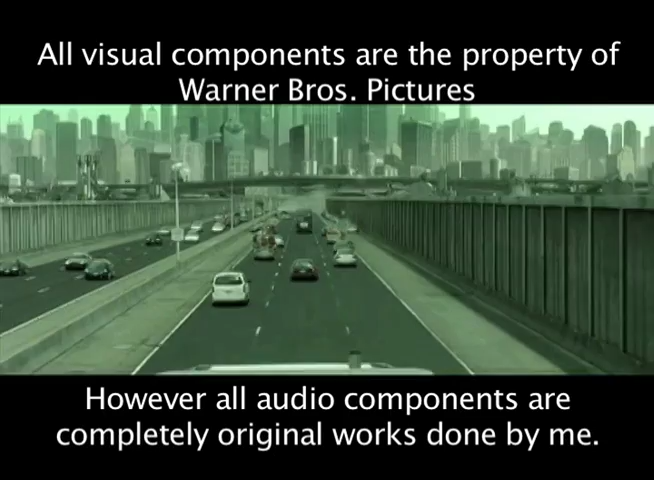 All visual components are the property of
Warner Bros. Pictures
However all audio components are
completely original works done by me.